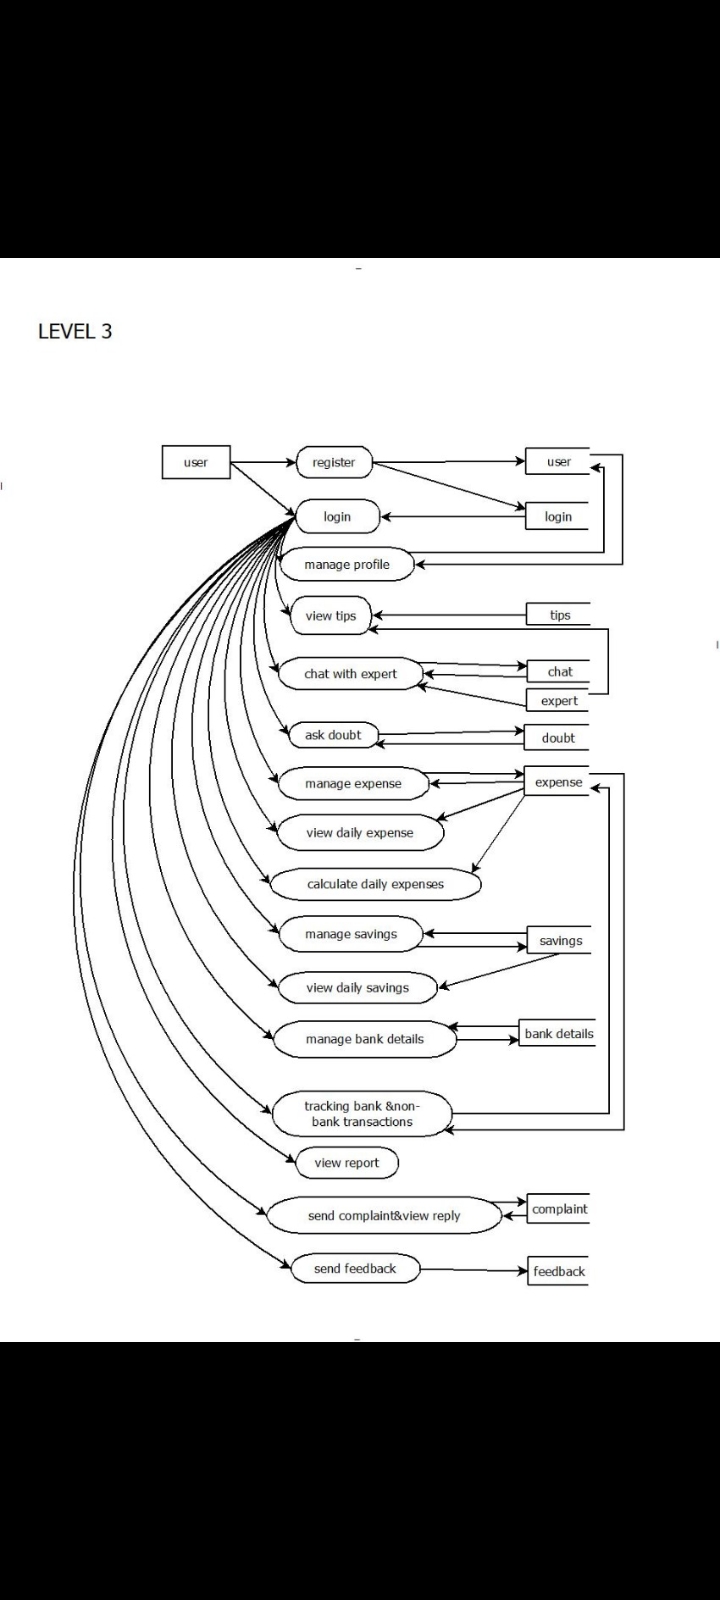 LEVEL 3
user
register
user
login
login
manage profile
view tips
tips
chat with expert
chat
expert
ask doubt
doubt
manage expense
expense
view daily expense
calculate daily expenses
manage savings
savings
view daily savings
manage bank details
bank details
tracking bank &non-
bank transactions
view report
send complaint&view reply
complaint
send feedback
feedback